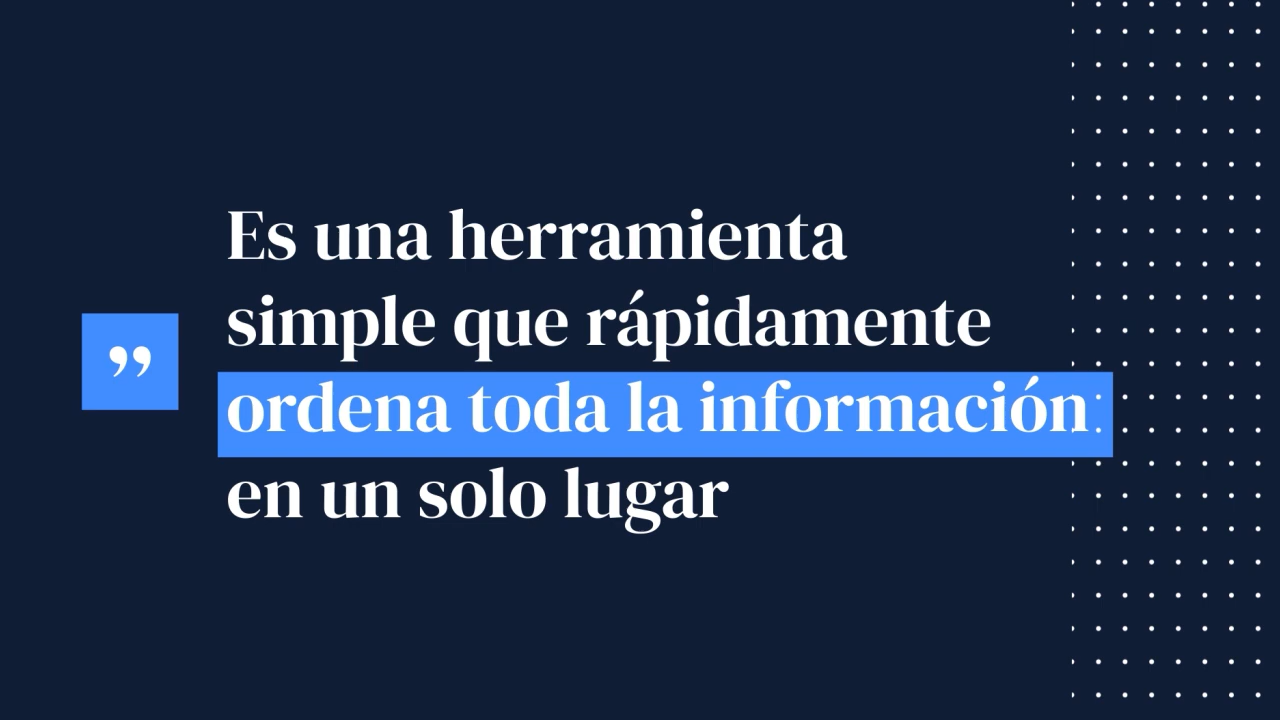 ”
Es una herramienta
simple que rápidamente
ordena toda la información
en un solo lugar